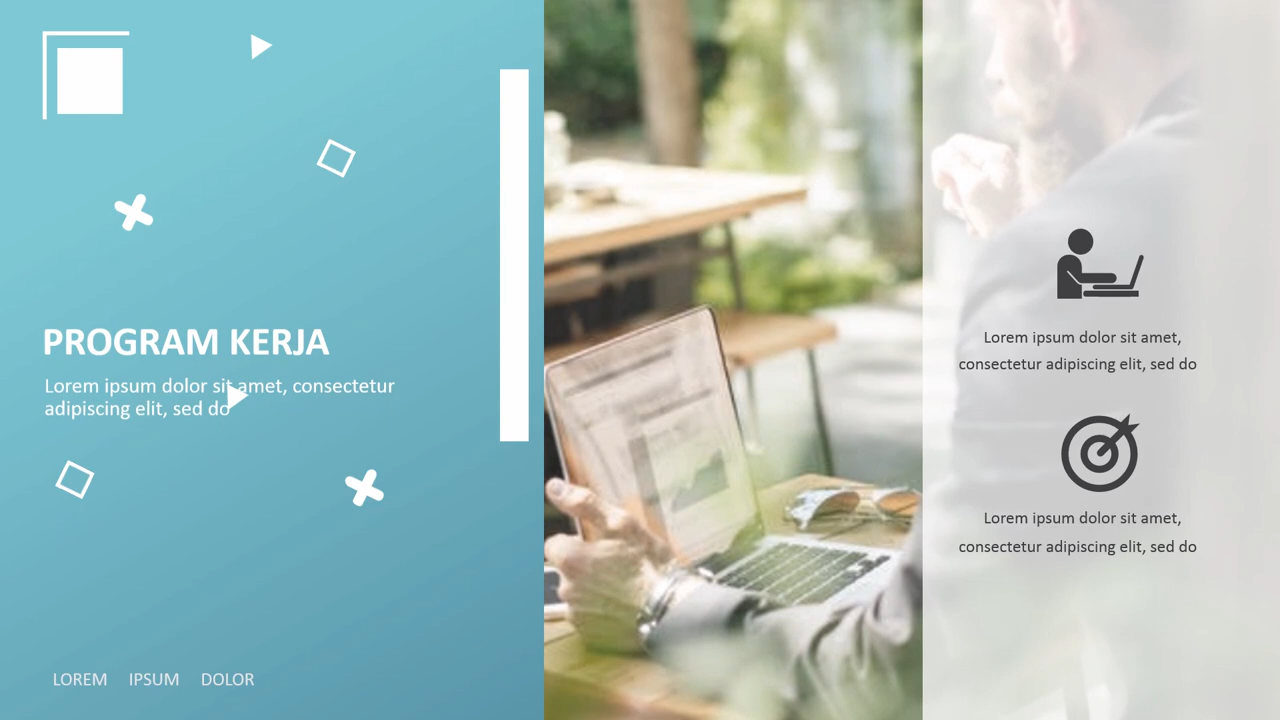 PROGRAM KERJA
Lorem ipsum dolor sit amet, consectetur
adipiscing elit, sed do
LOREM IPSUM DOLOR
Lorem ipsum dolor sit amet,
consectetur adipiscing elit, sed do
Lorem ipsum dolor sit amet,
consectetur adipiscing elit, sed do